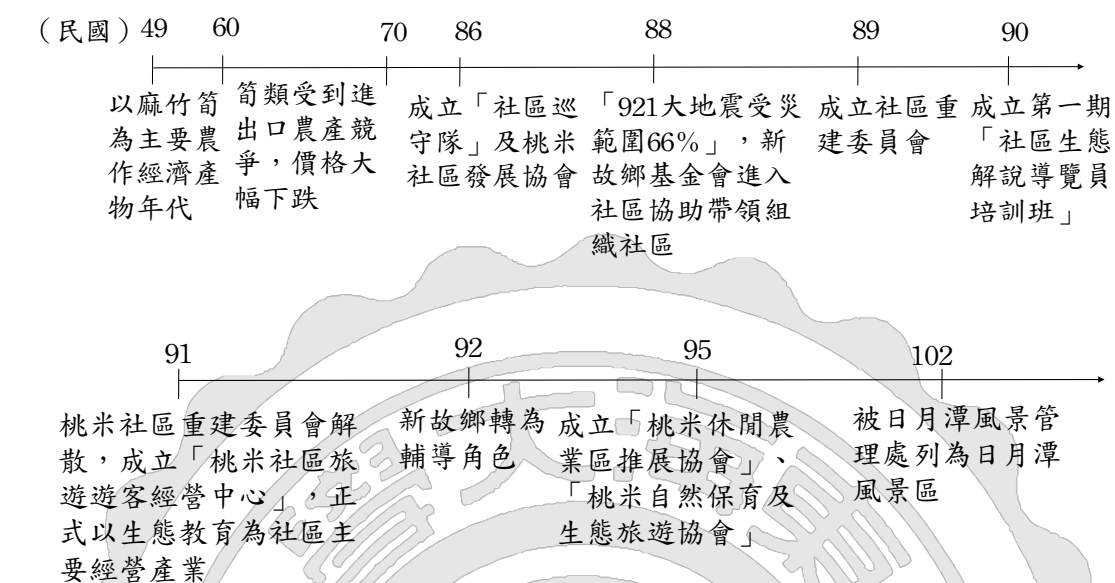 （民國）49 60 70 86 88 89 90
以麻竹筍
為主要農
作經濟產
物年代
筍類受到進
出口農產競
爭，價格大
幅下跌
成立「社區巡
守隊」及桃米
社區發展協會
「921大地震受災
範圍66%」，新
故鄉基金會進入
社區協助帶領組
織社區
成立社區重
建委員會
成立第一期
「社區生態
解說導覽員
培訓班」
91 92 95 102
桃米社區重建委員會解
散，成立「桃米社區旅
遊遊客經營中心」，正
式以生態教育為社區主
要經營產業
新故鄉轉為
輔導角色
成立「桃米休閒農
業區推展協會」、
「桃米自然保育及
生態旅遊協會」
被日月潭風景管
理處列為日月潭
風景區